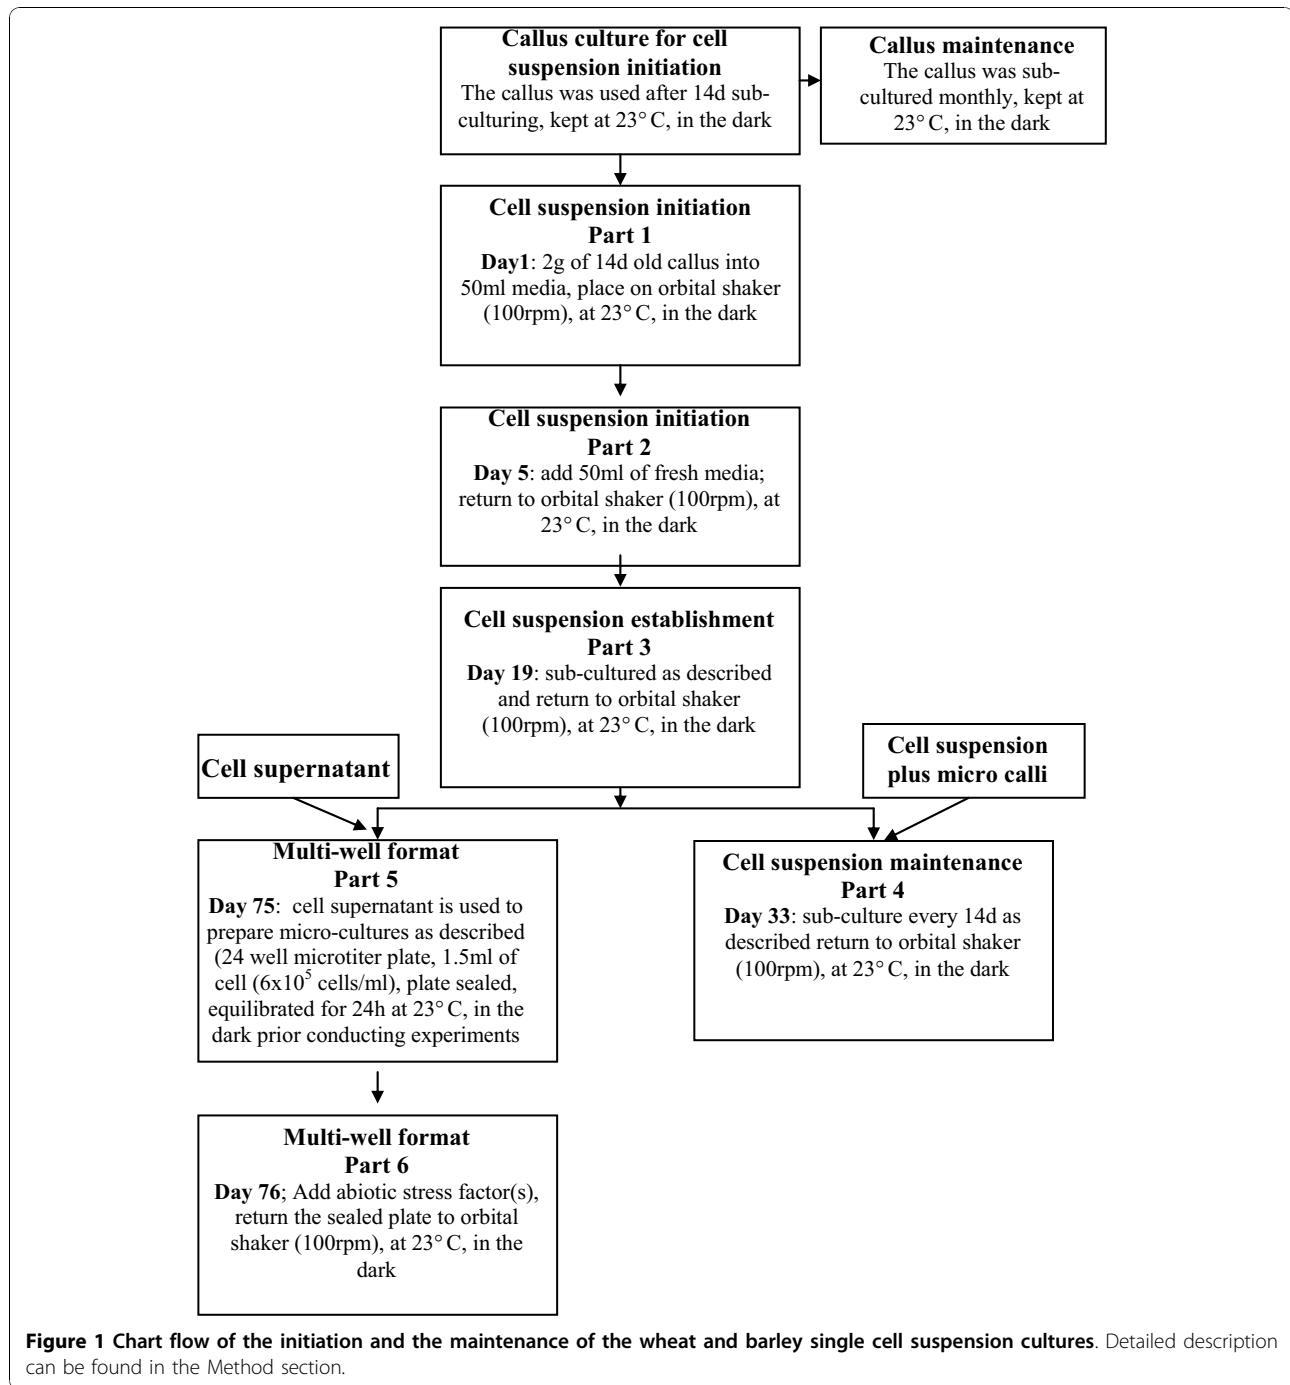 Callus culture for cell
suspension initiation
The callus was used after 14d sub-
culturing, kept at 23° C, in the dark
Callus maintenance
The callus was sub-
cultured monthly, kept at
23° C, in the dark
Cell suspension initiation
Part 1
Day1: 2g of 14d old callus into
50ml media, place on orbital shaker
(100rpm), at 23° C, in the dark
Cell suspension initiation
Part 2
Day 5: add 50ml of fresh media;
return to orbital shaker (100rpm), at
23° C, in the dark
Cell suspension establishment
Part 3
Day 19: sub-cultured as described
and return to orbital shaker
(100rpm), at 23° C, in the dark
Cell supernatant
Cell suspension
plus micro calli
Multi-well format
Part 5
Day 75:  cell supernatant is used to
prepare micro-cultures as described
(24 well microtiter plate, 1.5ml of
cell (6x10⁵ cells/ml), plate sealed,
equilibrated for 24h at 23° C, in the
dark prior conducting experiments
Cell suspension maintenance
Part 4
Day 33: sub-culture every 14d as
described return to orbital shaker
(100rpm), at 23° C, in the dark
Multi-well format
Part 6
Day 76; Add abiotic stress factor(s),
return the sealed plate to orbital
shaker (100rpm), at 23° C, in the
dark
Figure 1 Chart flow of the initiation and the maintenance of the wheat and barley single cell suspension cultures. Detailed description
can be found in the Method section.